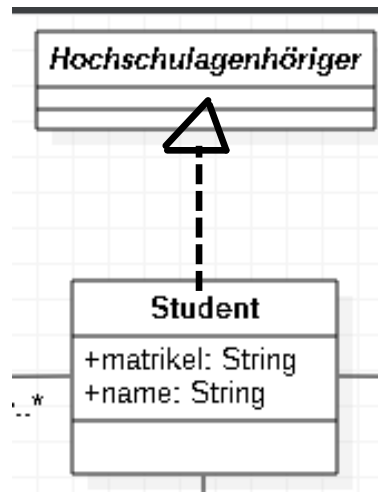 Hochschulagenhöriger
Student
+matrikel: String
+name: String
..*